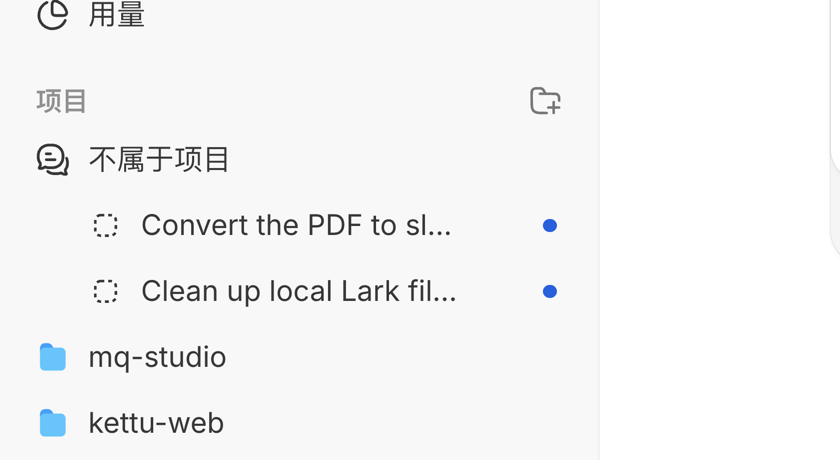 用量
项目
不属于项目
Convert the PDF to sl...
Clean up local Lark fil...
mq-studio
kettu-web